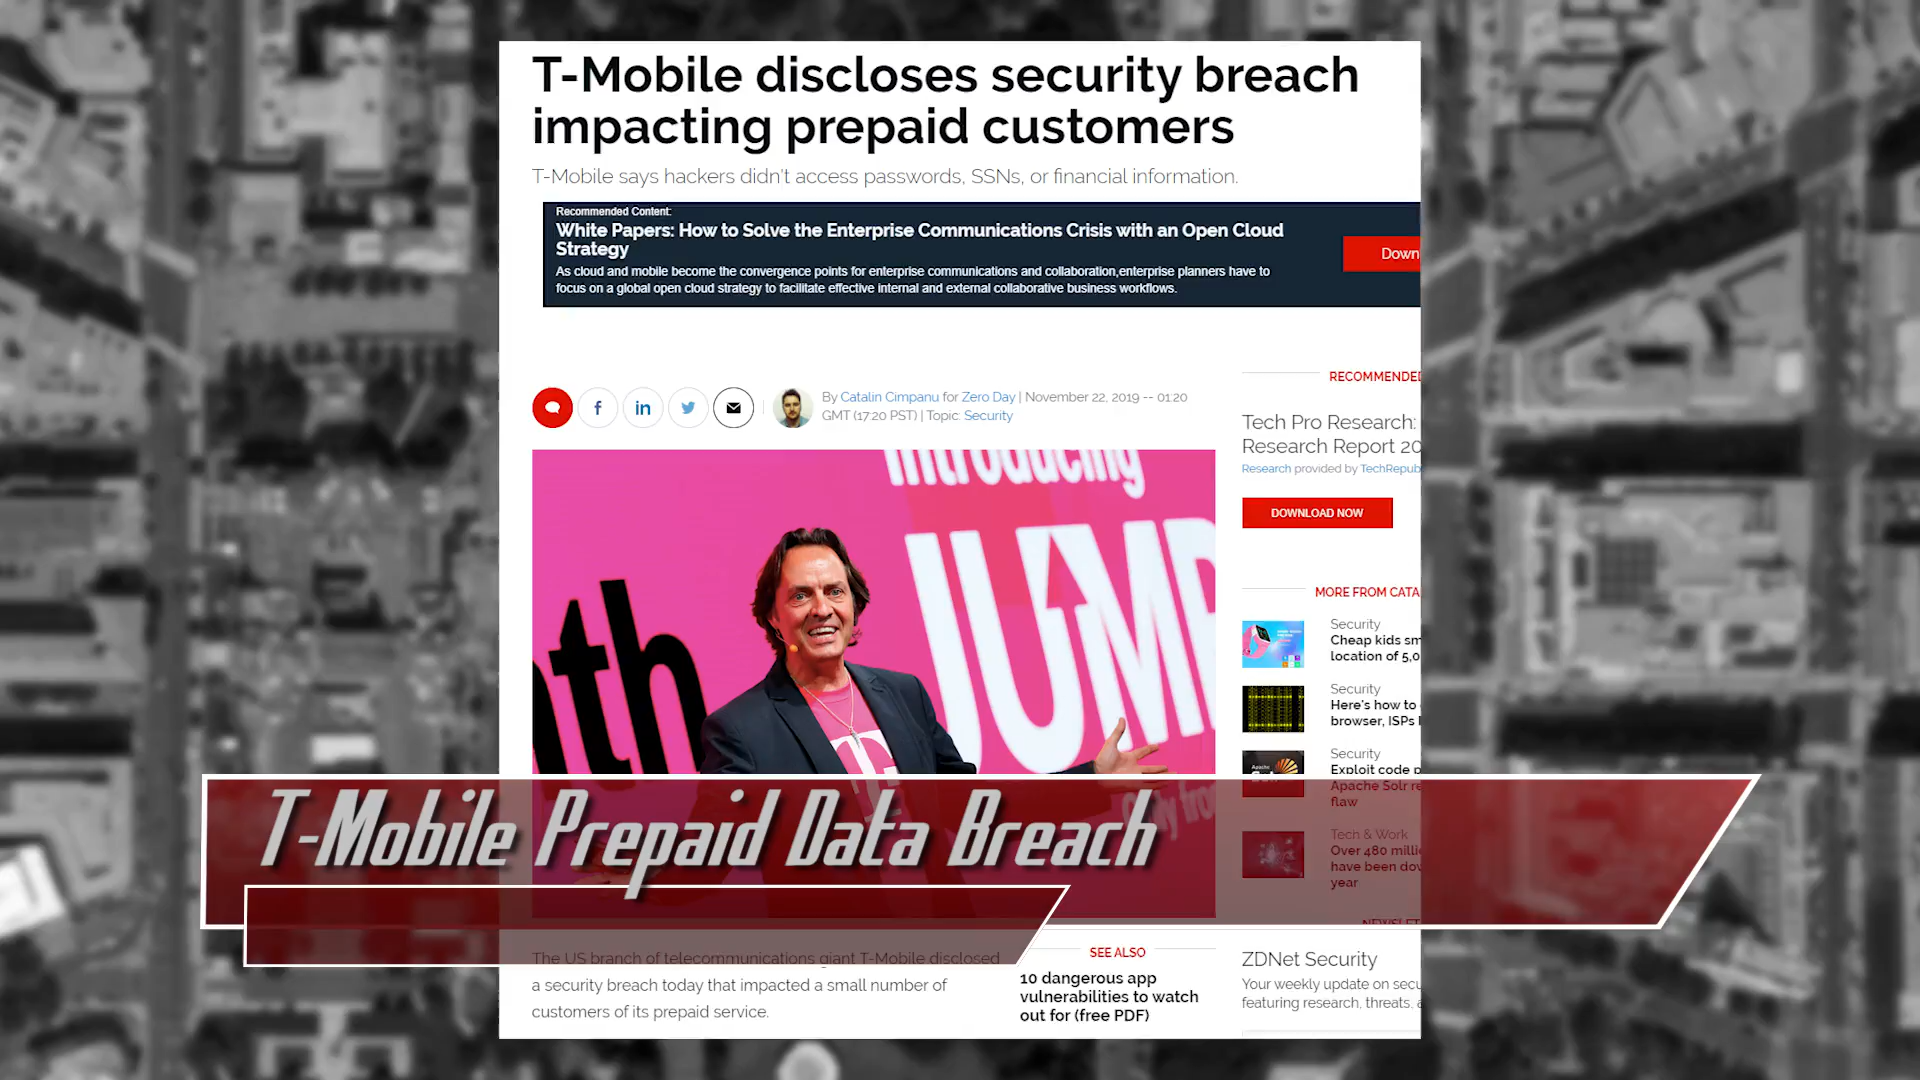 T-Mobile discloses security breach
impacting prepaid customers
T-Mobile says hackers didn't access passwords, SSNs, or financial information.
Recommended Content:
White Papers: How to Solve the Enterprise Communications Crisis with an Open Cloud
Strategy
As cloud and mobile become the convergence points for enterprise communications and collaboration,enterprise planners have to
focus on a global open cloud strategy to facilitate effective internal and external collaborative business workflows.
Down
By Catalin Cimpanu for Zero Day | November 22, 2019 -- 01:20
GMT (17:20 PST) | Topic: Security
RECOMMENDED
Tech Pro Research:
Research Report 20
Research provided by TechRepub
DOWNLOAD NOW
Introducing
JUMP
nth
MORE FROM CATA
Security
Cheap kids sm
location of 5,0
Security
Here's how to
browser, ISPs
Security
Exploit code p
Apache Solr re
flaw
Tech & Work
Over 480 milli
have been dow
year
T-Mobile Prepaid Data Breach
The US branch of telecommunications giant T-Mobile disclosed
a security breach today that impacted a small number of
customers of its prepaid service.
SEE ALSO
10 dangerous app
vulnerabilities to watch
out for (free PDF)
ZDNet Security
Your weekly update on secu
featuring research, threats,